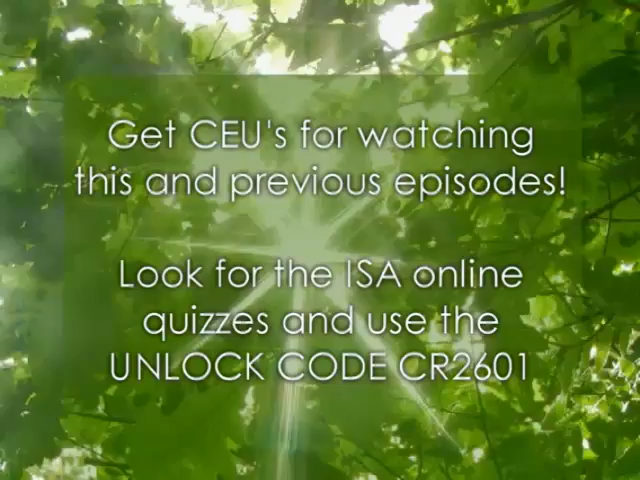 Get CEU's for watching
this and previous episodes!
Look for the ISA online
quizzes and use the
UNLOCK CODE CR2601